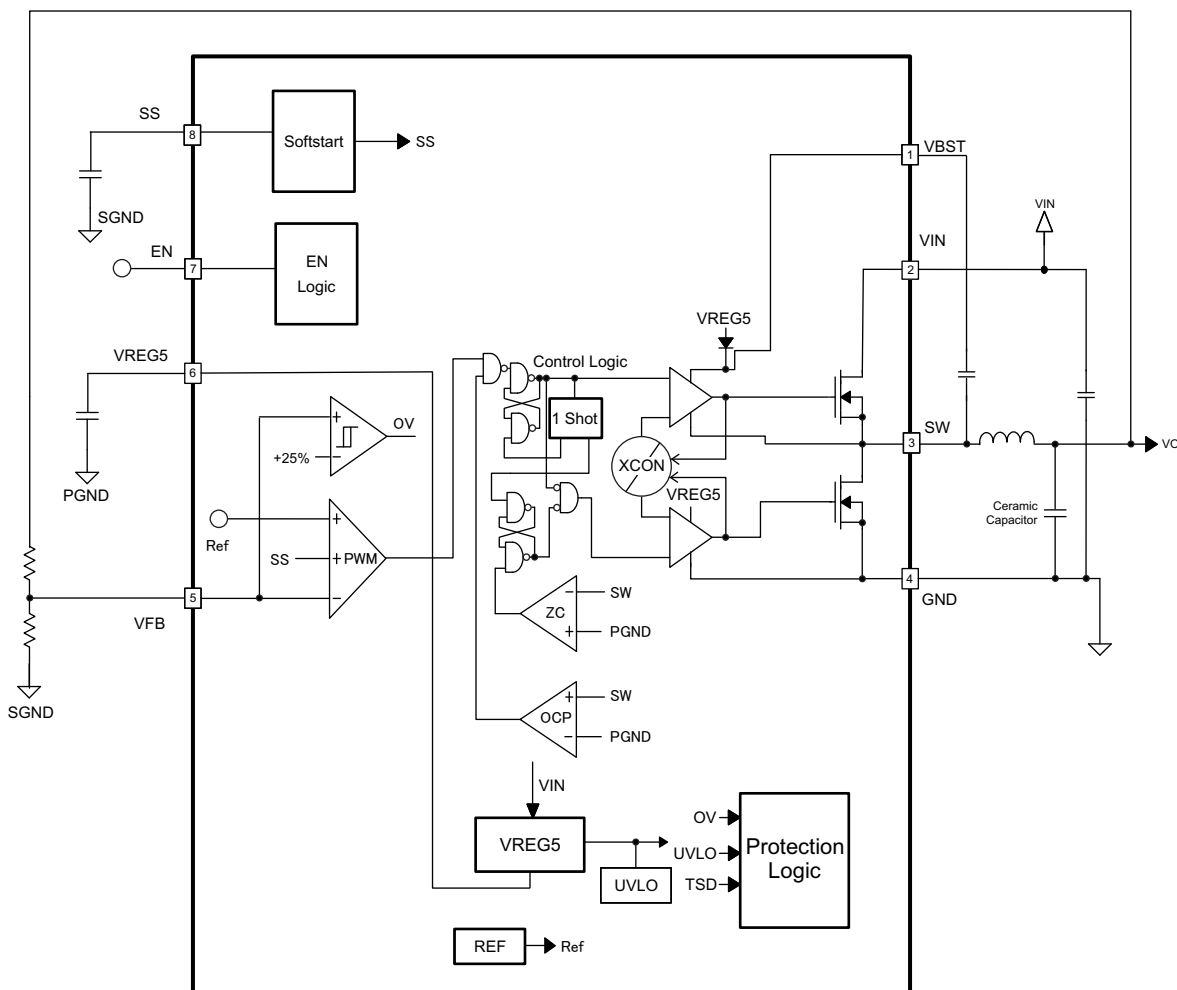 SS
8
Softstart
SS
1
VBST
SGND
VIN
EN
7
EN
Logic
VIN
2
VREG5
VREG5
6
Control Logic
1 Shot
OV
+25%
SW
3
VO
XCON
VREG5
Ceramic
Capacitor
Ref
SS
PWM
PGND
5
VFB
4
GND
ZC
SW
PGND
SGND
OCP
SW
PGND
VIN
VREG5
UVLO
OV
UVLO
TSD
Protection
Logic
REF
Ref